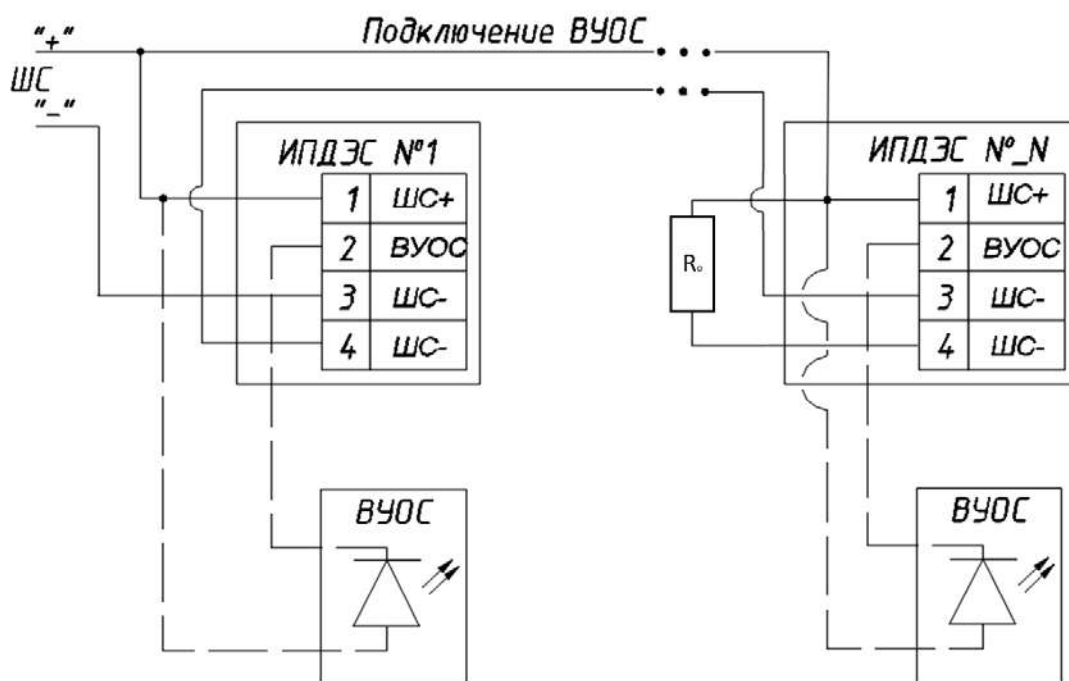 "+"
Подключение ВУОС
ШС
"-"
ИПДЭС №1
1 ШС+
2 ВУОС
3 ШС-
4 ШС-
ИПДЭС №_N
1 ШС+
2 ВУОС
3 ШС-
4 ШС-
Rₒ
ВУОС
ВУОС